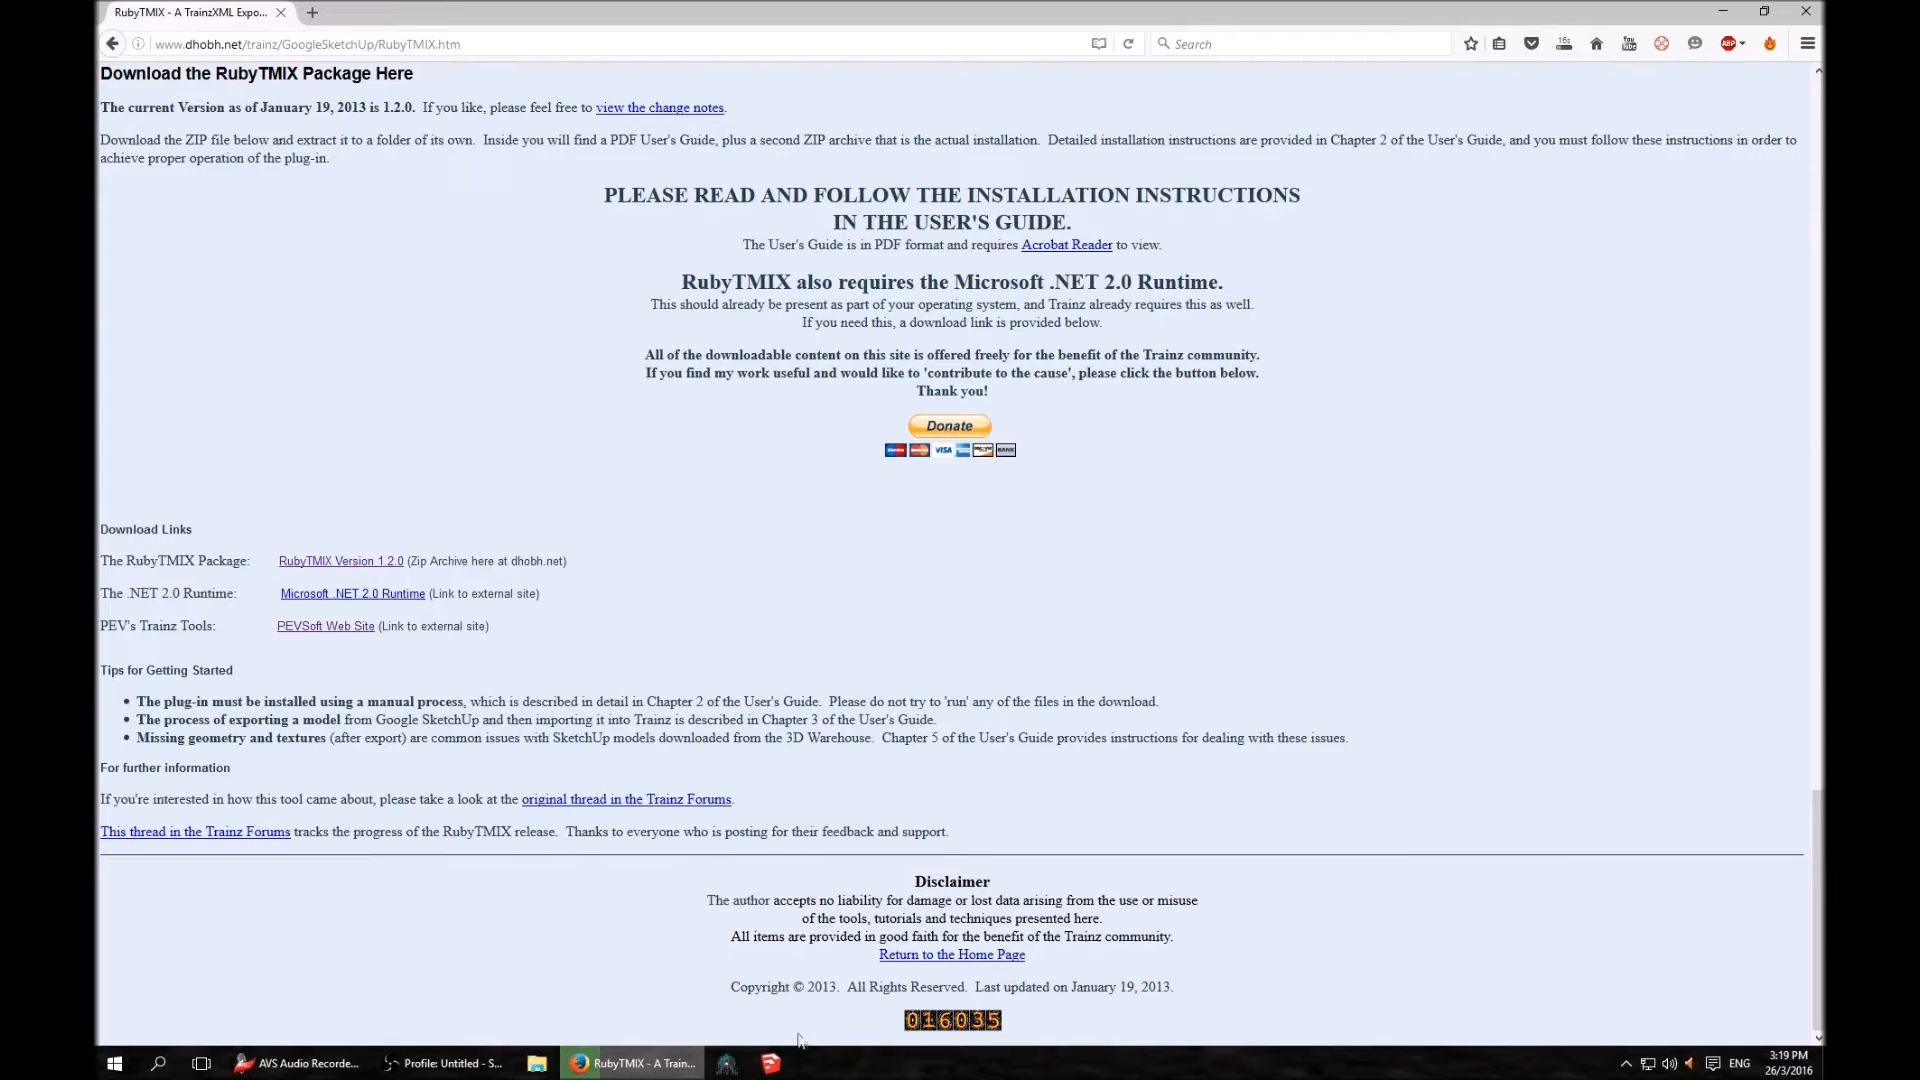 RubyTMIX - A TrainzXML Expo...
www.dhobh.net/trainz/GoogleSketchUp/RubyTMIX.htm
Search
16s
You Tube
ABP
Download the RubyTMIX Package Here
The current Version as of January 19, 2013 is 1.2.0. If you like, please feel free to view the change notes.
Download the ZIP file below and extract it to a folder of its own. Inside you will find a PDF User's Guide, plus a second ZIP archive that is the actual installation. Detailed installation instructions are provided in Chapter 2 of the User's Guide, and you must follow these instructions in order to
achieve proper operation of the plug-in.
PLEASE READ AND FOLLOW THE INSTALLATION INSTRUCTIONS
IN THE USER'S GUIDE.
The User's Guide is in PDF format and requires Acrobat Reader to view.
RubyTMIX also requires the Microsoft .NET 2.0 Runtime.
This should already be present as part of your operating system, and Trainz already requires this as well.
If you need this, a download link is provided below.
All of the downloadable content on this site is offered freely for the benefit of the Trainz community.
If you find my work useful and would like to 'contribute to the cause', please click the button below.
Thank you!
Donate
VISA BANK
Download Links
The RubyTMIX Package: RubyTMIX Version 1.2.0 (Zip Archive here at dhobh.net)
The .NET 2.0 Runtime: Microsoft .NET 2.0 Runtime (Link to external site)
PEV's Trainz Tools: PEVSoft Web Site (Link to external site)
Tips for Getting Started
• The plug-in must be installed using a manual process, which is described in detail in Chapter 2 of the User's Guide. Please do not try to 'run' any of the files in the download.
• The process of exporting a model from Google SketchUp and then importing it into Trainz is described in Chapter 3 of the User's Guide.
• Missing geometry and textures (after export) are common issues with SketchUp models downloaded from the 3D Warehouse. Chapter 5 of the User's Guide provides instructions for dealing with these issues.
For further information
If you're interested in how this tool came about, please take a look at the original thread in the Trainz Forums.
This thread in the Trainz Forums tracks the progress of the RubyTMIX release. Thanks to everyone who is posting for their feedback and support.
Disclaimer
The author accepts no liability for damage or lost data arising from the use or misuse
of the tools, tutorials and techniques presented here.
All items are provided in good faith for the benefit of the Trainz community.
Return to the Home Page
Copyright © 2013. All Rights Reserved. Last updated on January 19, 2013.
016035
AVS Audio Recorde...
Profile: Untitled - S...
RubyTMIX - A Train...
ENG
3:19 PM
26/3/2016